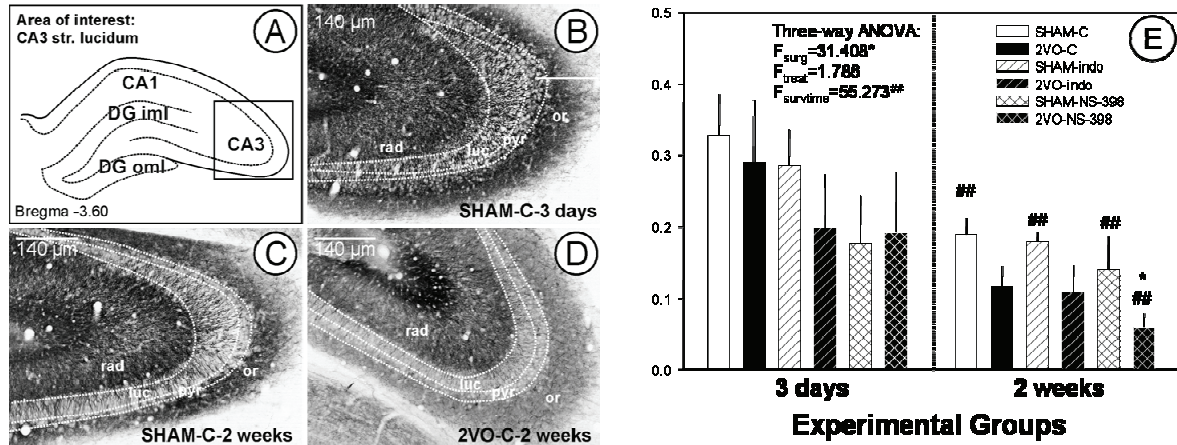 Area of interest:
CA3 str. lucidum
A
CA1
DG iml
CA3
DG oml
Bregma -3.60
140 µm
B
or
pyr
luc
rad
SHAM-C-3 days
140 µm
C
rad
or
luc
pyr
SHAM-C-2 weeks
140 µm
D
rad
luc
pyr
or
2VO-C-2 weeks
E
0.5
0.4
0.3
0.2
0.1
0.0
Three-way ANOVA:
Fsurg=31.408*
Ftreat=1.786
Fsurvtime=55.273##
SHAM-C
2VO-C
SHAM-indo
2VO-indo
SHAM-NS-398
2VO-NS-398
##
##
##
*
##
3 days
2 weeks
Experimental Groups